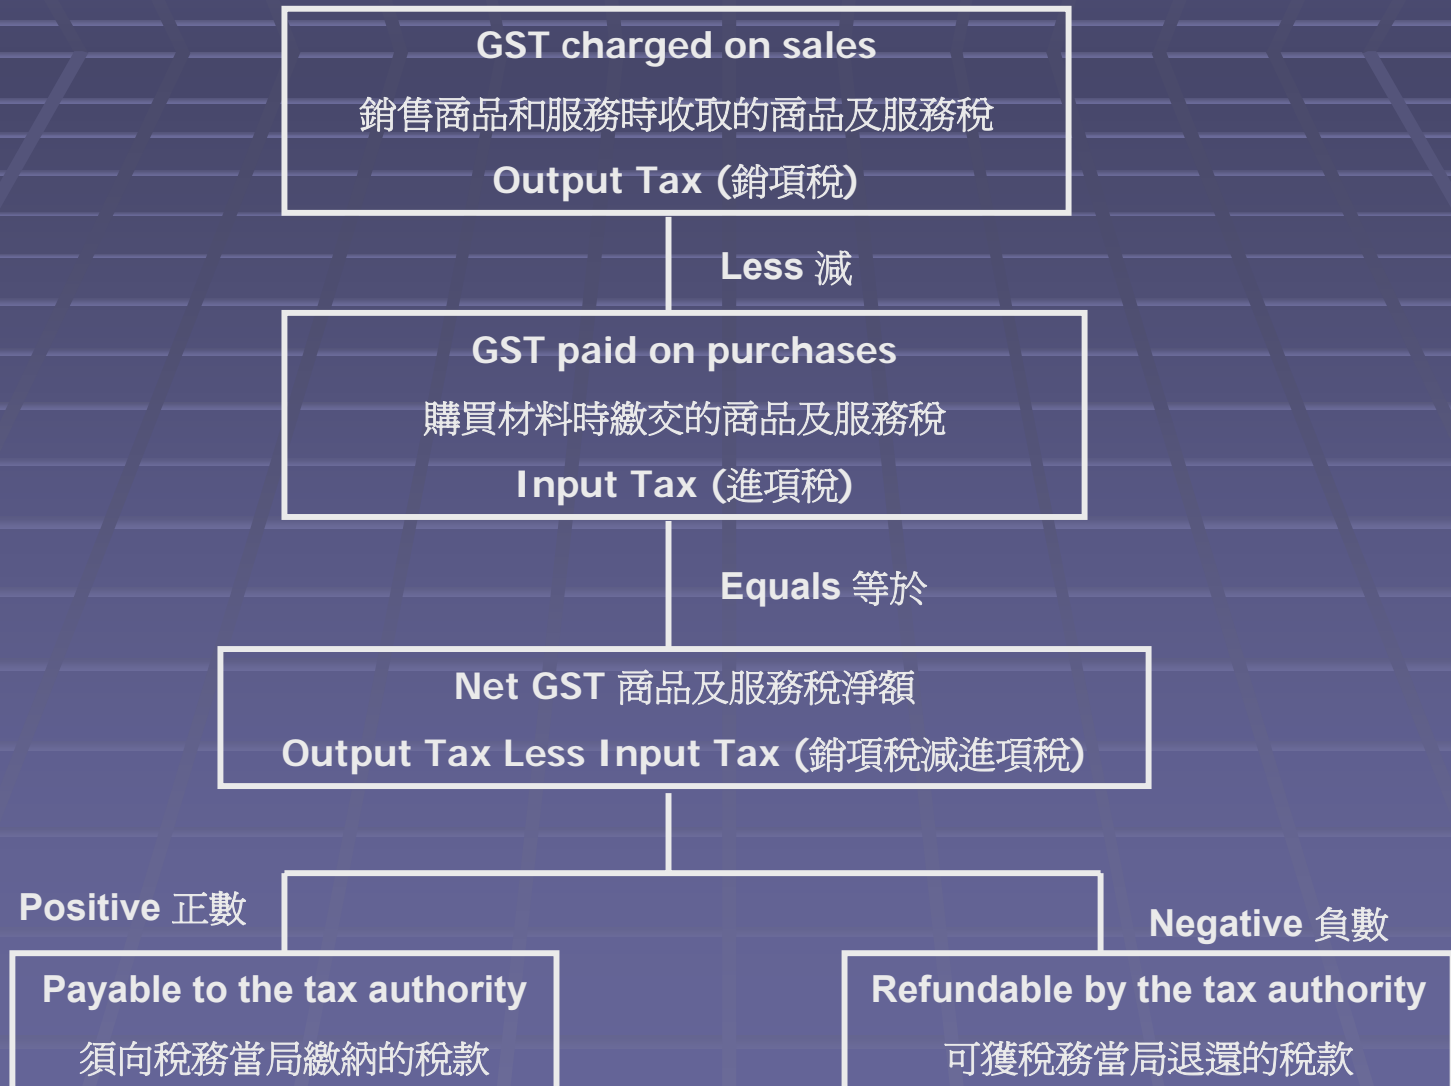 GST charged on sales
銷售商品和服務時收取的商品及服務稅
Output Tax (銷項稅)
Less 減
GST paid on purchases
購買材料時繳交的商品及服務稅
Input Tax (進項稅)
Equals 等於
Net GST 商品及服務稅淨額
Output Tax Less Input Tax (銷項稅減進項稅)
Positive 正數
Negative 負數
Payable to the tax authority
須向稅務當局繳納的稅款
Refundable by the tax authority
可獲稅務當局退還的稅款